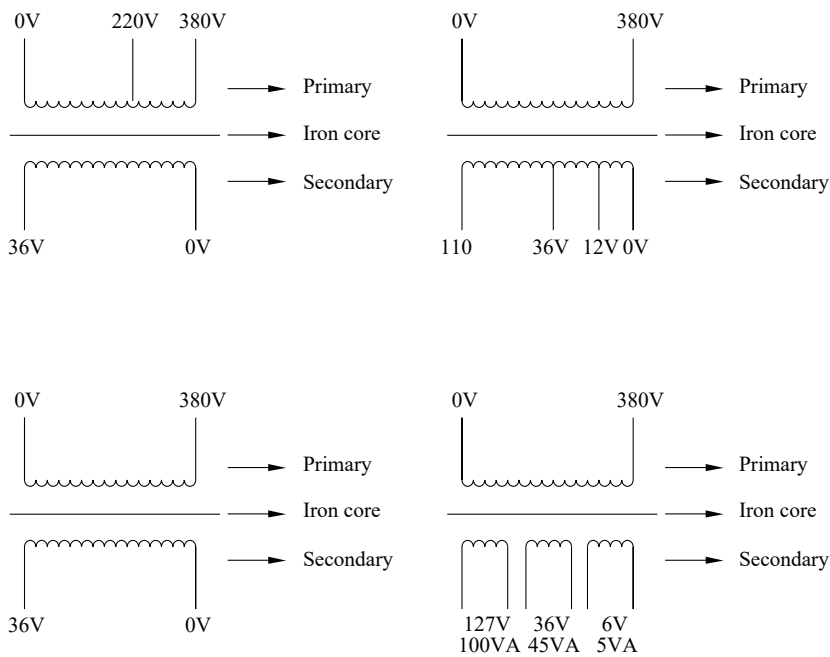 0V 220V 380V
Primary
Iron core
Secondary
36V 0V
0V 380V
Primary
Iron core
Secondary
110 36V 12V 0V
0V 380V
Primary
Iron core
Secondary
36V 0V
0V 380V
Primary
Iron core
Secondary
127V 36V 6V
100VA 45VA 5VA